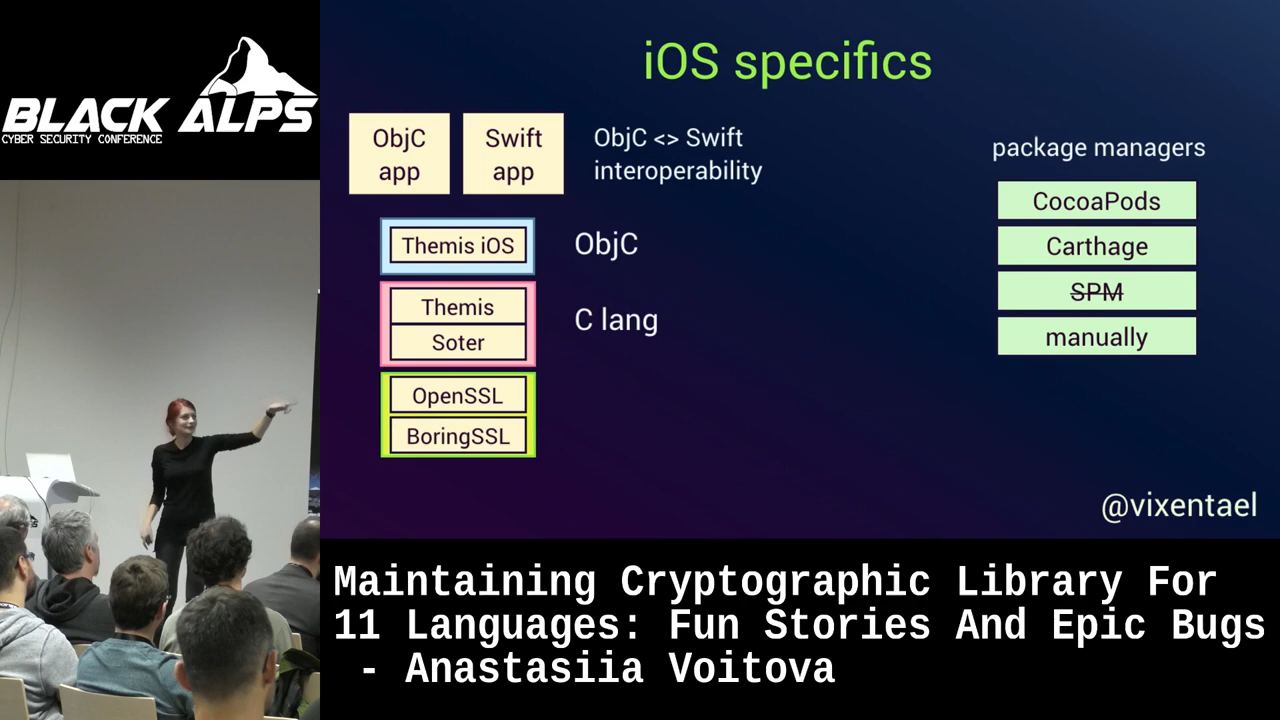 BLACK ALPS
CYBER SECURITY CONFERENCE
iOS specifics
ObjC
app
Swift
app
ObjC <> Swift
interoperability
package managers
CocoaPods
Carthage
SPM
manually
Themis iOS
ObjC
Themis
Soter
C lang
OpenSSL
BoringSSL
@vixentael
Maintaining Cryptographic Library For
11 Languages: Fun Stories And Epic Bugs
- Anastasiia Voitova